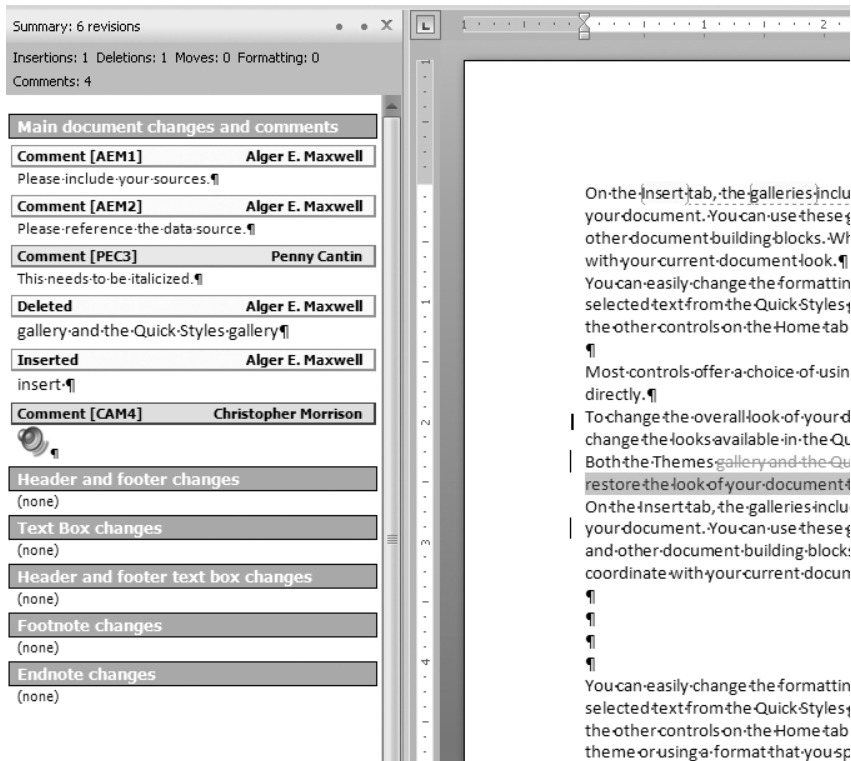 Summary: 6 revisions
Insertions: 1 Deletions: 1 Moves: 0 Formatting: 0
Comments: 4
Main document changes and comments
Comment [AEM1] Alger E. Maxwell
Please include your sources.¶
Comment [AEM2] Alger E. Maxwell
Please reference the data source.¶
Comment [PEC3] Penny Cantin
This needs to be italicized.¶
Deleted Alger E. Maxwell
gallery and the Quick Styles gallery¶
Inserted Alger E. Maxwell
insert ¶
Comment [CAM4] Christopher Morrison
¶
Header and footer changes
(none)
Text Box changes
(none)
Header and footer text box changes
(none)
Footnote changes
(none)
Endnote changes
(none)
L
1 1 2
1
1
2
3
4
On the Insert tab, the galleries inclu
your document. You can use these g
other document building blocks. Wh
with your current document look.¶
You can easily change the formattin
selected text from the Quick Styles g
the other controls on the Home tab
¶
Most controls offer a choice of usin
directly.¶
To change the overall look of your d
change the looks available in the Qu
Both the Themes gallery and the Qu
restore the look of your document t
On the Insert tab, the galleries inclu
your document. You can use these g
and other document building blocks
coordinate with your current docum
¶
¶
¶
¶
You can easily change the formattin
selected text from the Quick Styles g
the other controls on the Home tab
theme or using a format that you sp